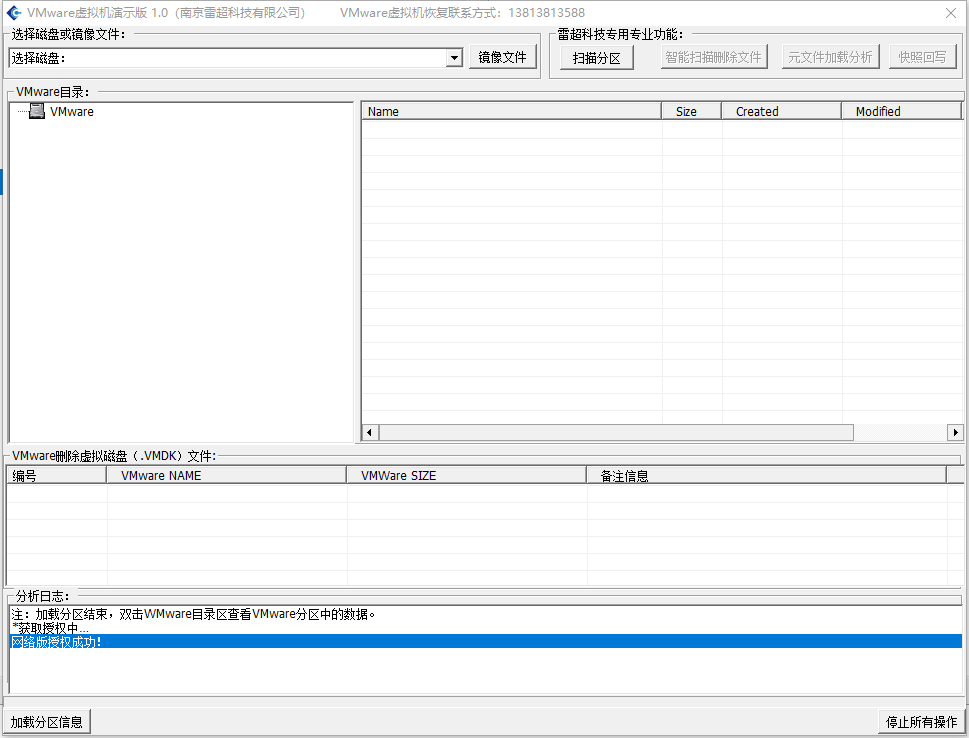 VMware虚拟机演示版 1.0（南京雷超科技有限公司） VMware虚拟机恢复联系方式：13813813588
选择磁盘或镜像文件：
雷超科技专用专业功能：
选择磁盘：
镜像文件
扫描分区
智能扫描删除文件
元文件加载分析
快照回写
VMware目录：
VMware
Name Size Created Modified
VMware删除虚拟磁盘（.VMDK）文件：
编号 VMware NAME VMWare SIZE 备注信息
分析日志：
注：加载分区结束，双击WMware目录区查看VMware分区中的数据。
*获取授权中...
网络版授权成功！
加载分区信息
停止所有操作